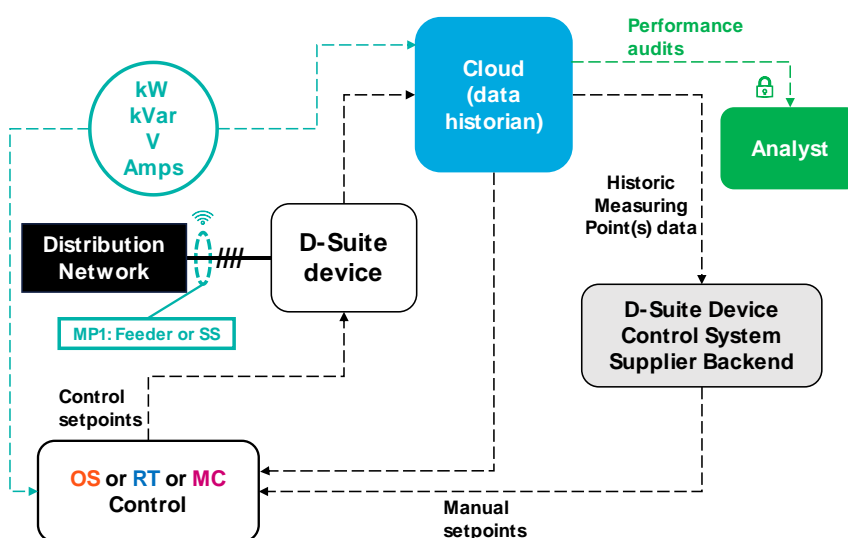 Performance
audits
kW
kVar
V
Amps
Cloud
(data
historian)
Analyst
Historic
Measuring
Point(s) data
Distribution
Network
D-Suite
device
MP1: Feeder or SS
D-Suite Device
Control System
Supplier Backend
Control
setpoints
OS or RT or MC
Control
Manual
setpoints